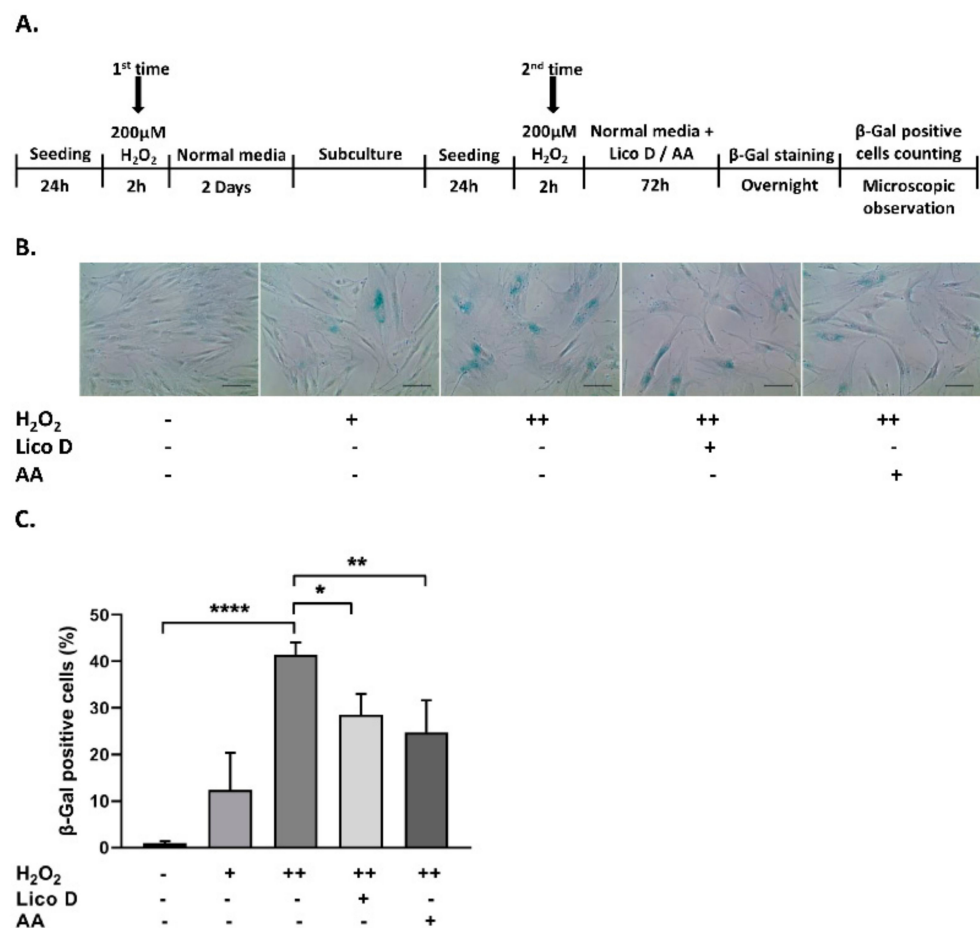 A.
1st time
2nd time
200µM
H₂O₂
200µM
H₂O₂
Normal media +
Lico D / AA
β-Gal positive
cells counting
Seeding
Normal media
Subculture
Seeding
β-Gal staining
24h
2h
2 Days
24h
2h
72h
Overnight
Microscopic
observation
B.
H₂O₂ - + ++ ++ ++
Lico D - - - + -
AA - - - - +
C.
**
*
****
β-Gal positive cells (%)
50
40
30
20
10
0
H₂O₂ - + ++ ++ ++
Lico D - - - + -
AA - - - - +